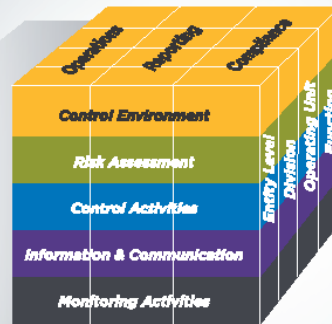 Operations
Reporting
Compliance
Control Environment
Risk Assessment
Control Activities
Information & Communication
Monitoring Activities
Entity Level
Division
Operating Unit
Function